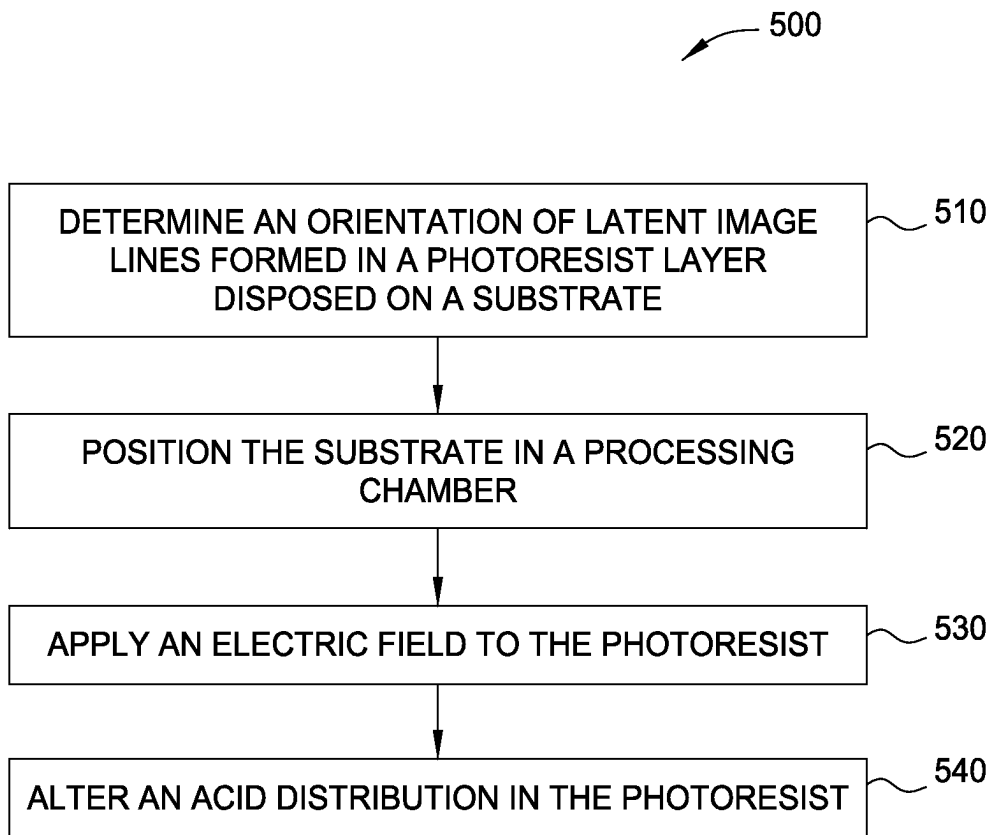 500
DETERMINE AN ORIENTATION OF LATENT IMAGE
LINES FORMED IN A PHOTORESIST LAYER
DISPOSED ON A SUBSTRATE
510
POSITION THE SUBSTRATE IN A PROCESSING
CHAMBER
520
APPLY AN ELECTRIC FIELD TO THE PHOTORESIST
530
ALTER AN ACID DISTRIBUTION IN THE PHOTORESIST
540